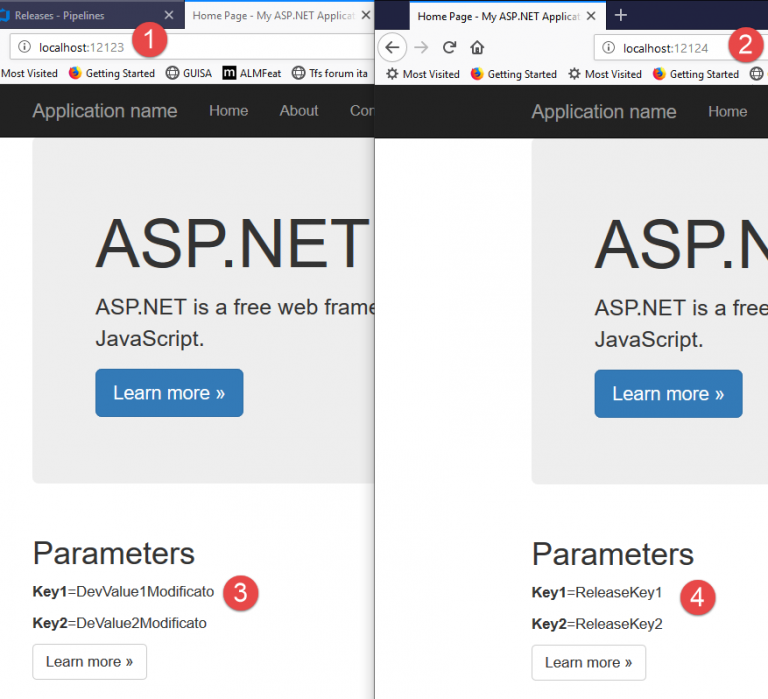 Releases - Pipelines
Home Page - My ASP.NET Applicat
localhost:12123
1
Most Visited
Getting Started
GUISA
m ALMFeat
Tfs forum ita
Application name
Home
About
Cor
ASP.NET
ASP.NET is a free web frame
JavaScript.
Learn more »
Parameters
Key1=DevValue1Modificato
3
Key2=DeValue2Modificato
Learn more »
Home Page - My ASP.NET Applicat
localhost:12124
2
Most Visited
Getting Started
Most Visited
Getting Started
Application name
Home
ASP.N
ASP.NET is a free
JavaScript.
Learn more »
Parameters
Key1=ReleaseKey1
4
Key2=ReleaseKey2
Learn more »